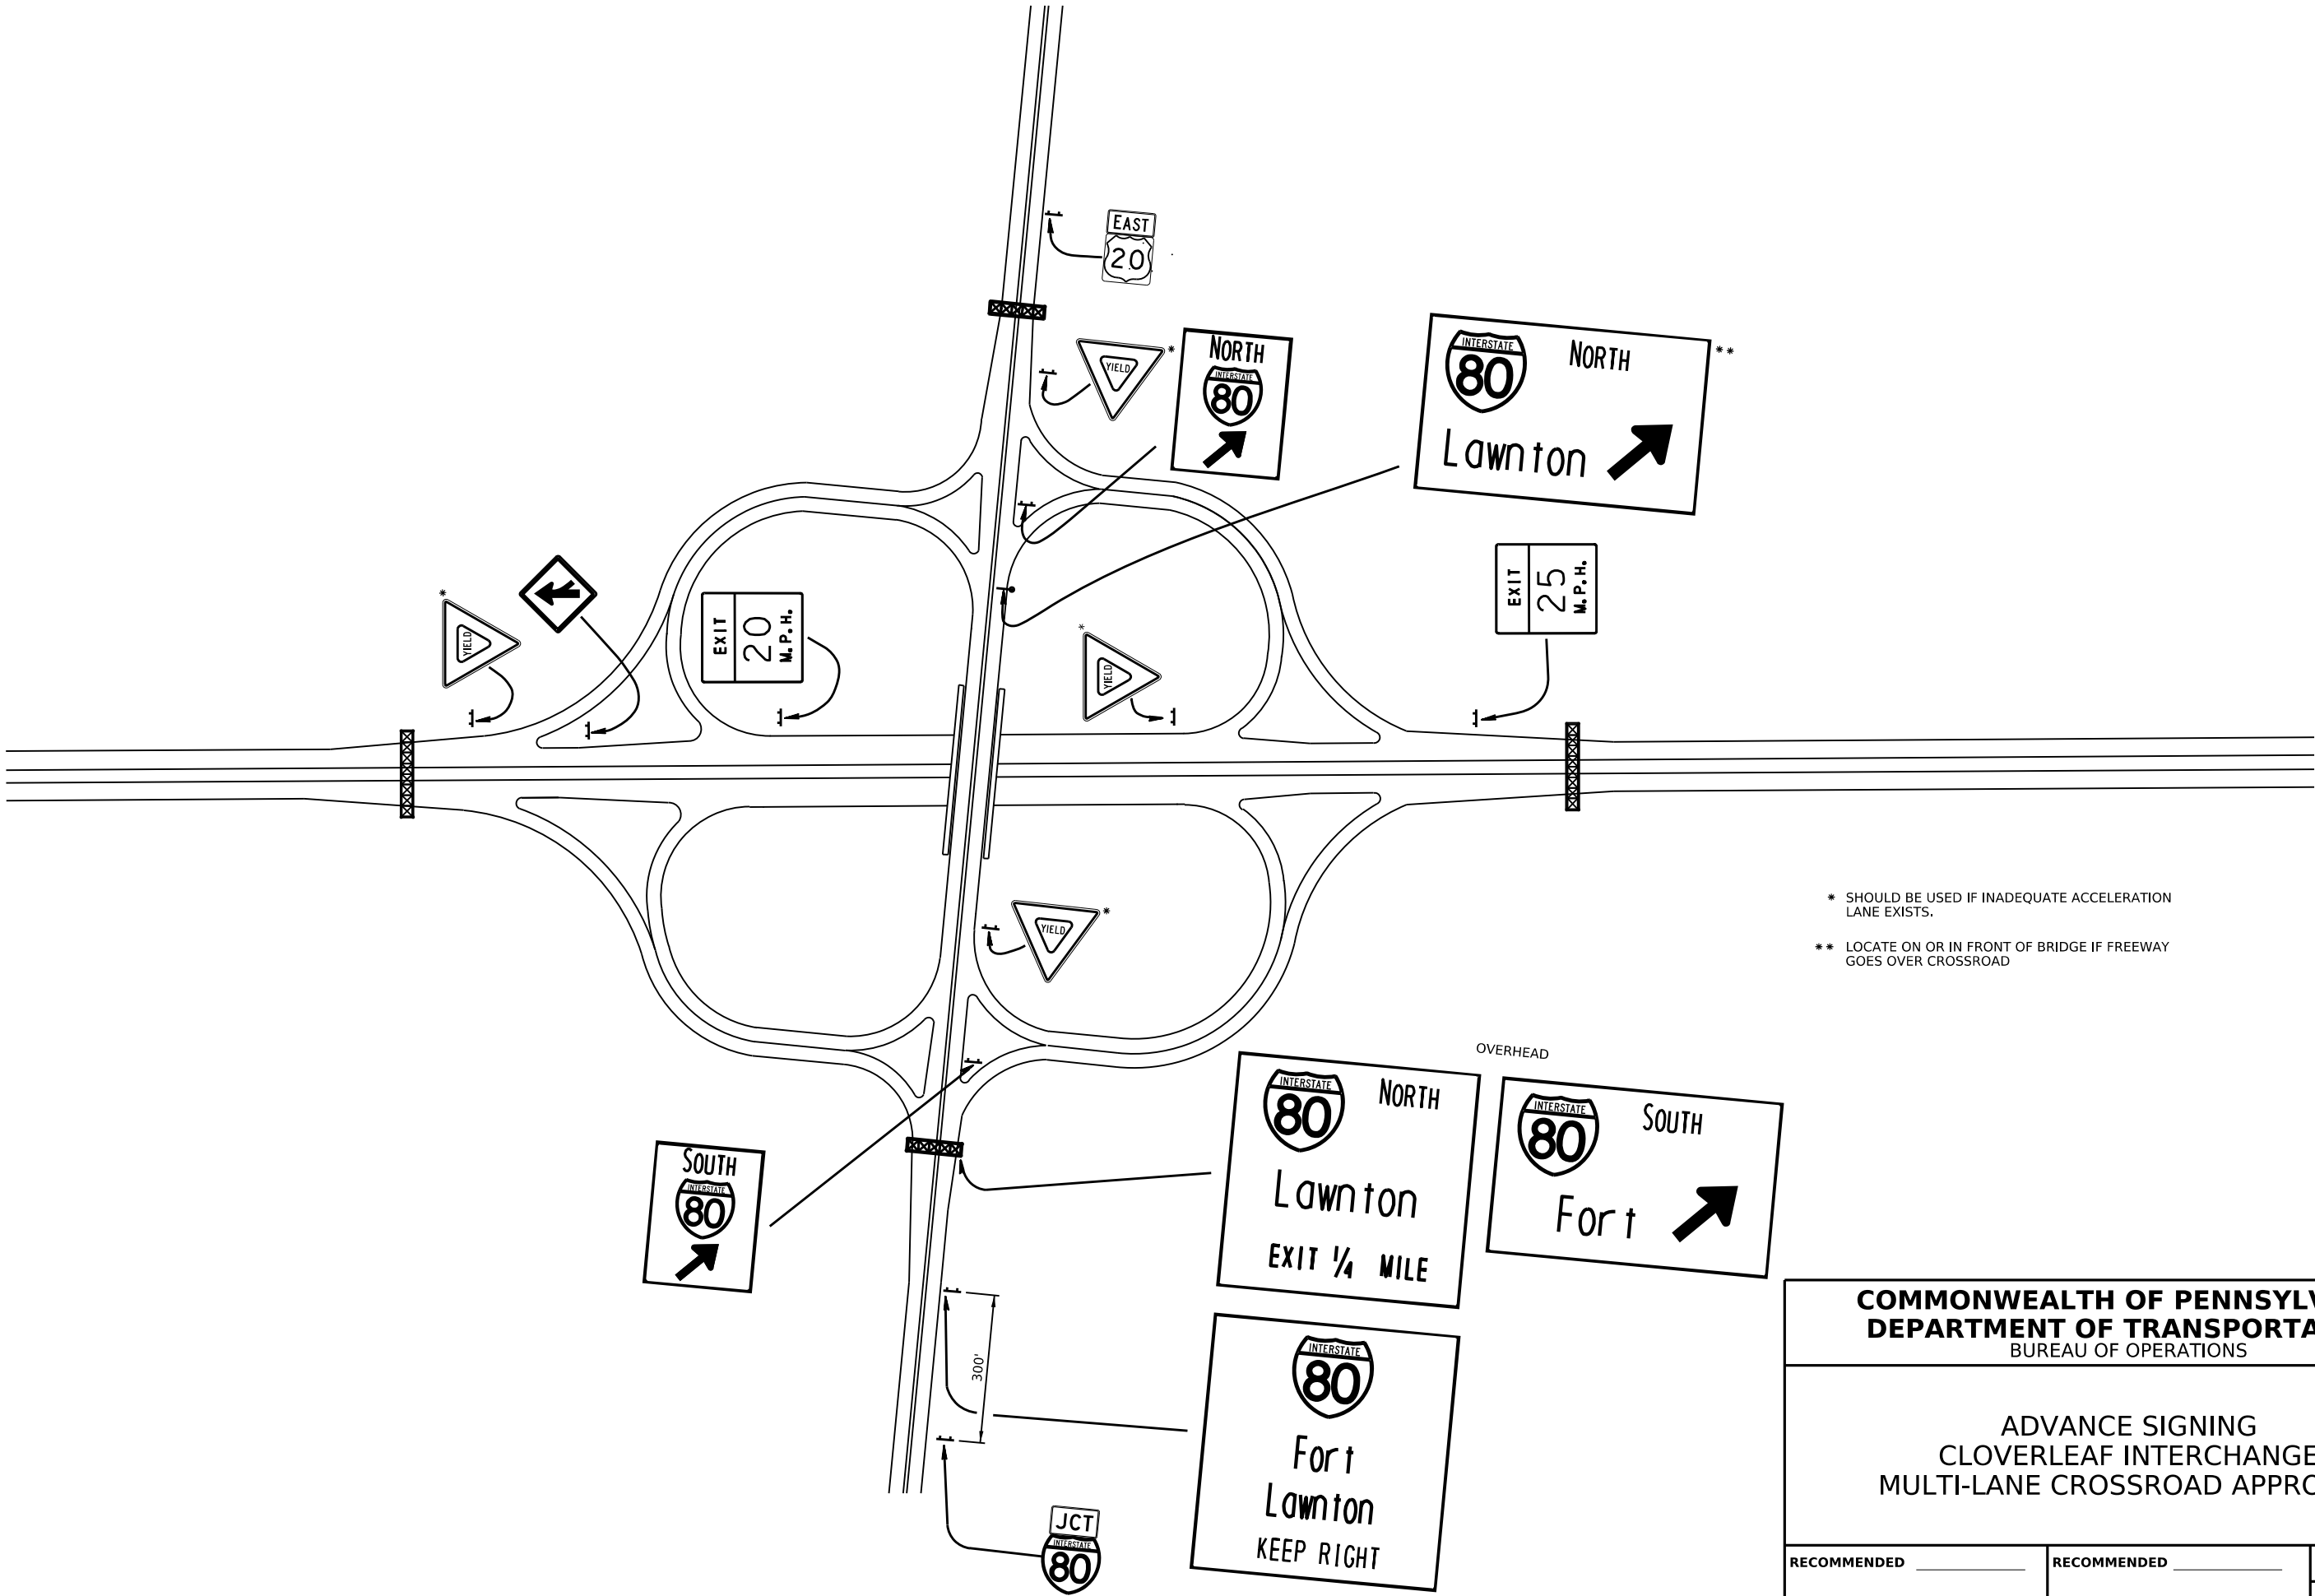 EAST
20
YIELD
*
NORTH
INTERSTATE
80
INTERSTATE
80
NORTH
Lawnton
**
*
YIELD
EXIT
20
M.P.H.
*
YIELD
EXIT
25
M.P.H.
YIELD
*
* SHOULD BE USED IF INADEQUATE ACCELERATION
LANE EXISTS.
** LOCATE ON OR IN FRONT OF BRIDGE IF FREEWAY
GOES OVER CROSSROAD
OVERHEAD
INTERSTATE
80
NORTH
Lawnton
EXIT 1/4 MILE
INTERSTATE
80
SOUTH
Fort
SOUTH
INTERSTATE
80
300'
INTERSTATE
80
Fort
Lawnton
KEEP RIGHT
JCT
INTERSTATE
80
COMMONWEALTH OF PENNSYLV
DEPARTMENT OF TRANSPORTA
BUREAU OF OPERATIONS
ADVANCE SIGNING
CLOVERLEAF INTERCHANGE
MULTI-LANE CROSSROAD APPRO
RECOMMENDED
RECOMMENDED